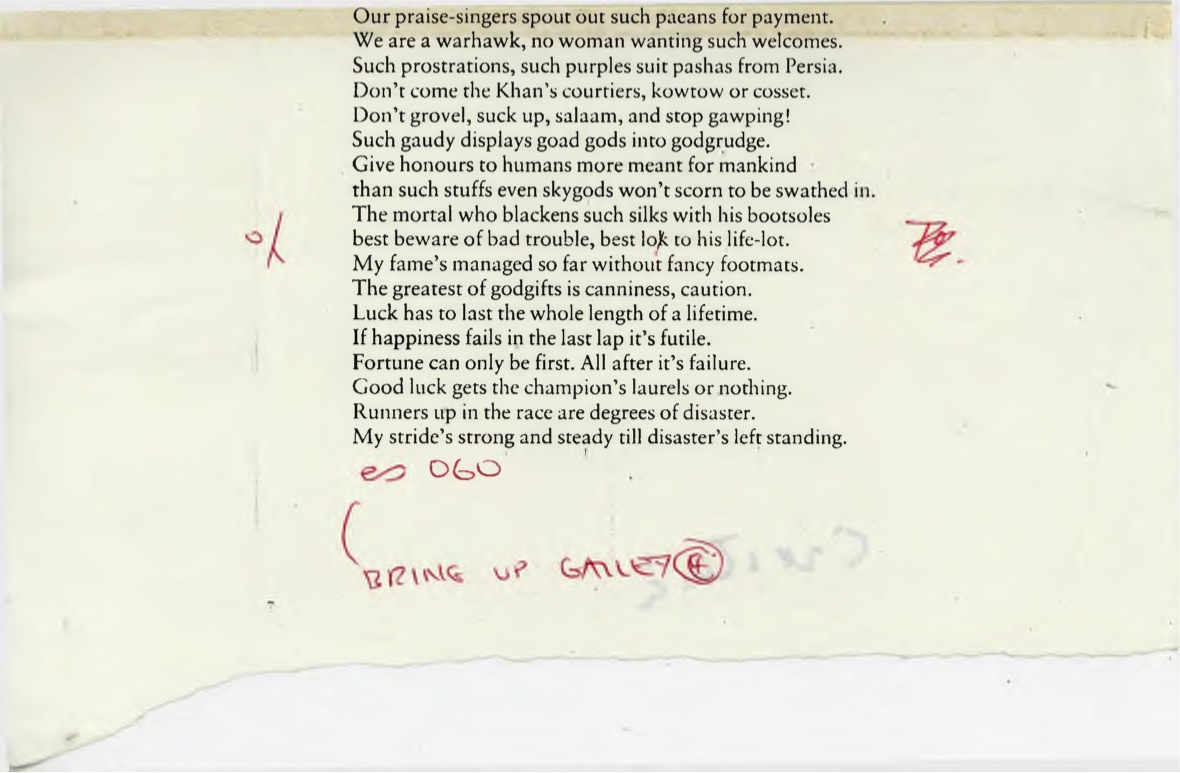 Our praise-singers spout out such paeans for payment.
We are a warhawk, no woman wanting such welcomes.
Such prostrations, such purples suit pashas from Persia.
Don't come the Khan's courtiers, kowtow or cosset.
Don't grovel, suck up, salaam, and stop gawping!
Such gaudy displays goad gods into godgrudge.
Give honours to humans more meant for mankind
than such stuffs even skygods won't scorn to be swathed in.
The mortal who blackens such silks with his bootsoles
o/ best beware of bad trouble, best lok to his life-lot.
My fame's managed so far without fancy footmats.
The greatest of godgifts is canniness, caution.
Luck has to last the whole length of a lifetime.
If happiness fails in the last lap it's futile.
Fortune can only be first. All after it's failure.
Good luck gets the champion's laurels or nothing.
Runners up in the race are degrees of disaster.
My stride's strong and steady till disaster's left standing.
060
BRING UP GALLEY 4